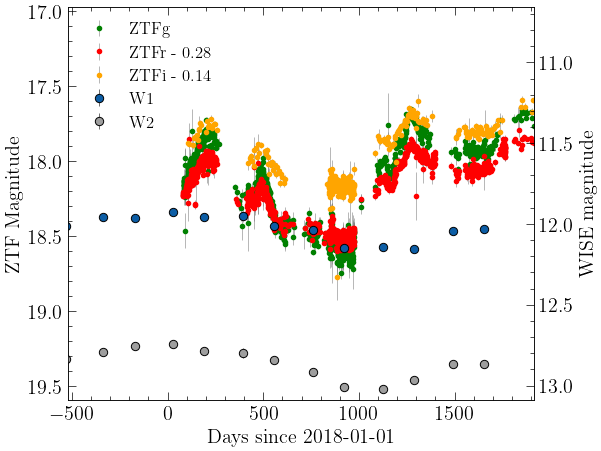 17.0
17.5
18.0
18.5
19.0
19.5
ZTF Magnitude
ZTFg
ZTFr - 0.28
ZTFi - 0.14
W1
W2
11.0
11.5
12.0
12.5
13.0
WISE magnitude
−500
0
500
1000
1500
Days since 2018-01-01